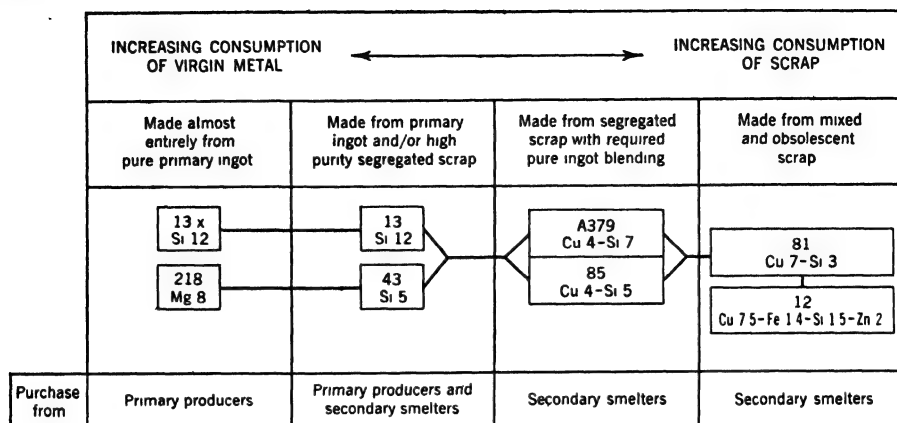 INCREASING CONSUMPTION
OF VIRGIN METAL
INCREASING CONSUMPTION
OF SCRAP
Made almost
entirely from
pure primary ingot
Made from primary
ingot and/or high
purity segregated scrap
Made from segregated
scrap with required
pure ingot blending
Made from mixed
and obsolescent
scrap
13 x
Si 12
13
Si 12
A379
Cu 4-Si 7
81
Cu 7-Si 3
218
Mg 8
43
Si 5
85
Cu 4-Si 5
12
Cu 7 5-Fe 1 4-Si 1 5-Zn 2
Purchase
from
Primary producers
Primary producers and
secondary smelters
Secondary smelters
Secondary smelters